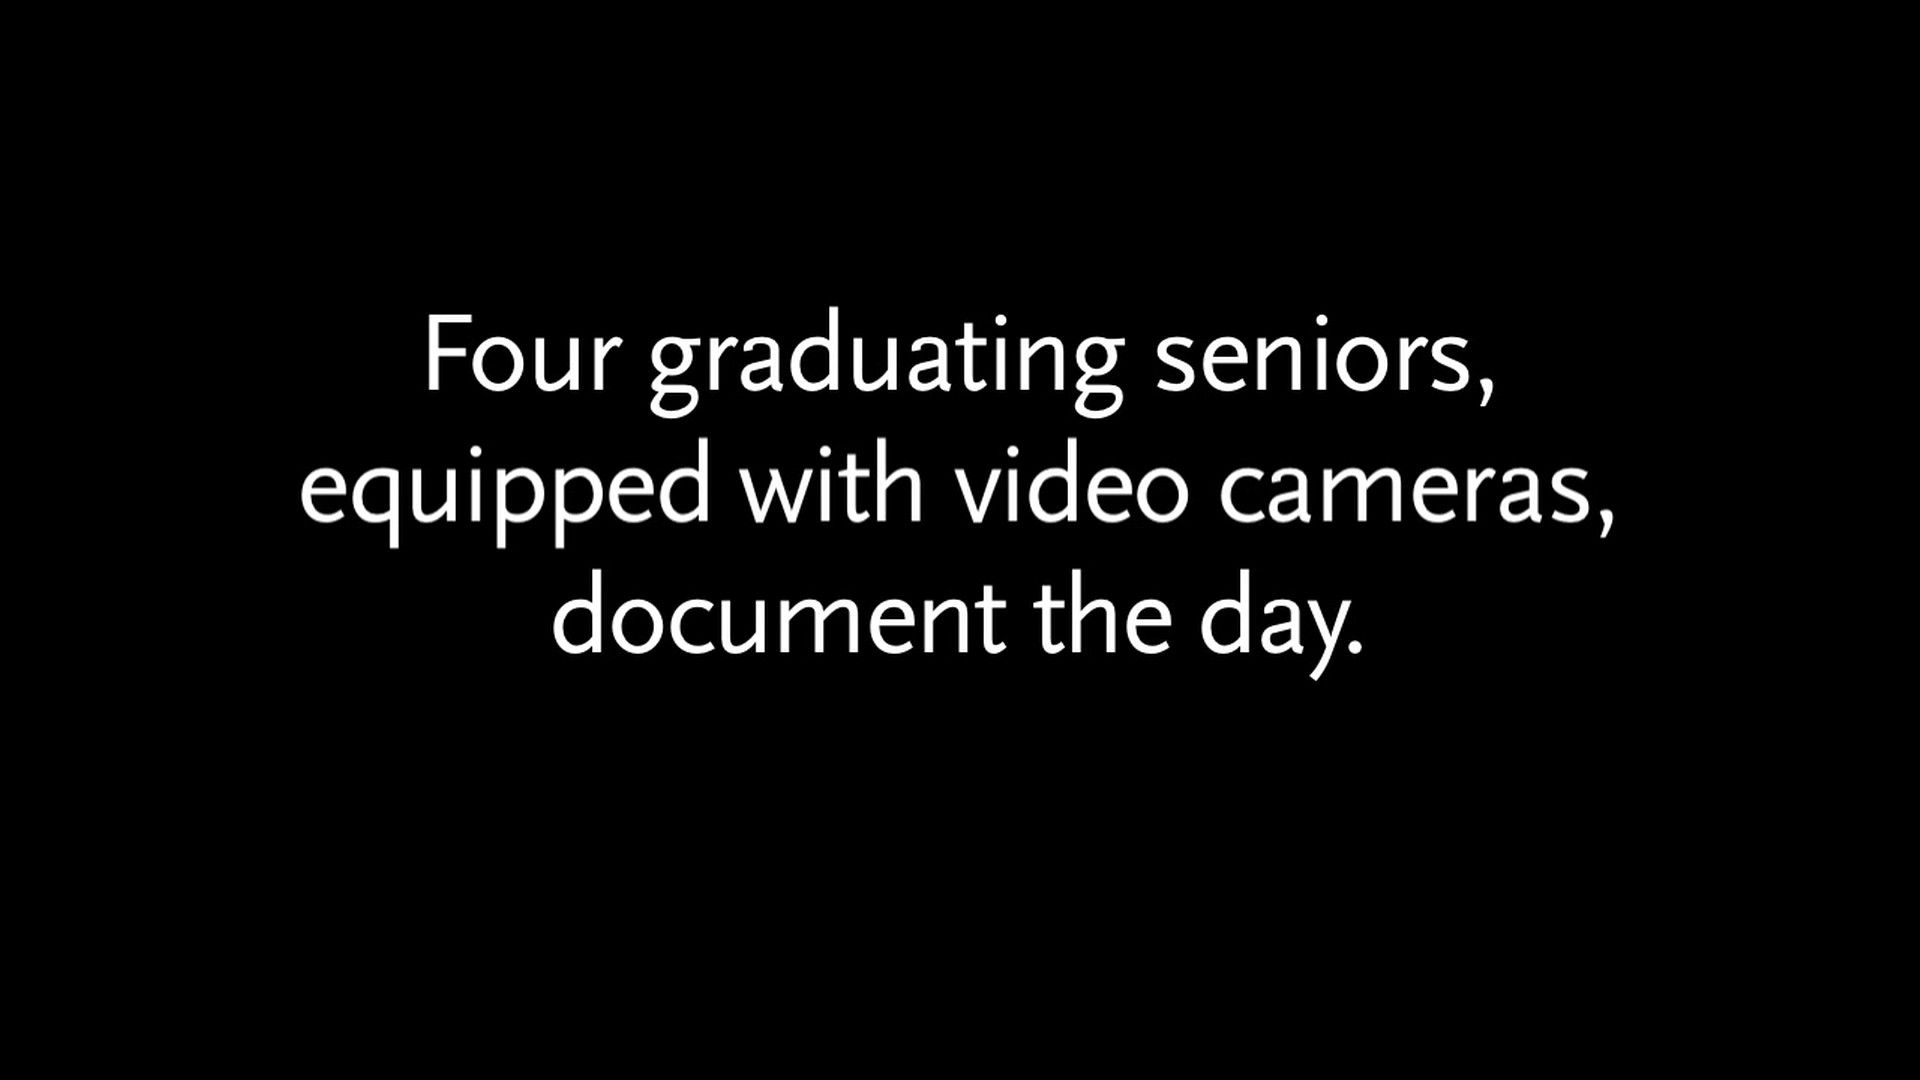 Four graduating seniors,
equipped with video cameras,
document the day.